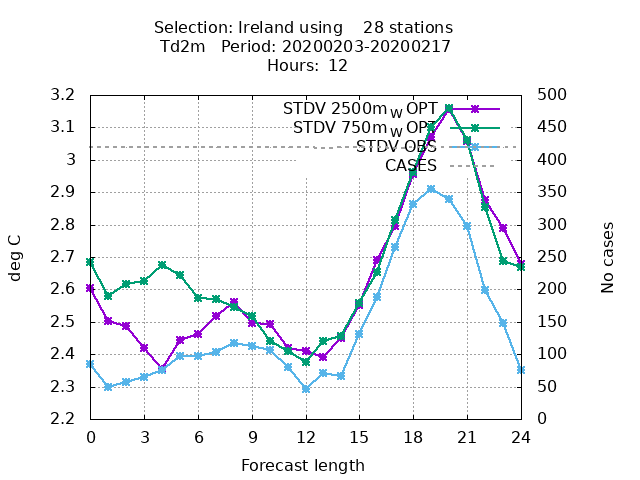 Selection: Ireland using    28 stations
Td2m   Period: 20200203-20200217
Hours: 12
STDV 2500m_W OPT
STDV 750m_W OPT
STDV OBS
CASES
3.2
3.1
3
2.9
2.8
2.7
2.6
2.5
2.4
2.3
2.2
deg C
500
450
400
350
300
250
200
150
100
50
0
No cases
0 3 6 9 12 15 18 21 24
Forecast length